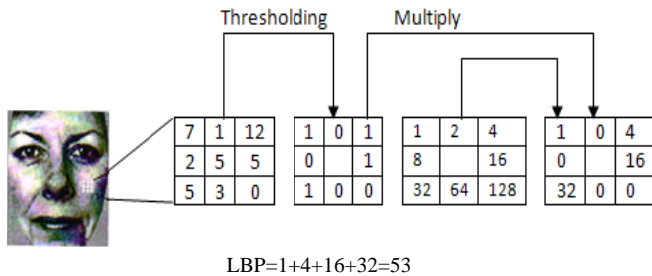 Thresholding Multiply
7 1 12 1 0 1 1 2 4 1 0 4
2 5 5 0 1 8 16 0 16
5 3 0 1 0 0 32 64 128 32 0 0
LBP=1+4+16+32=53